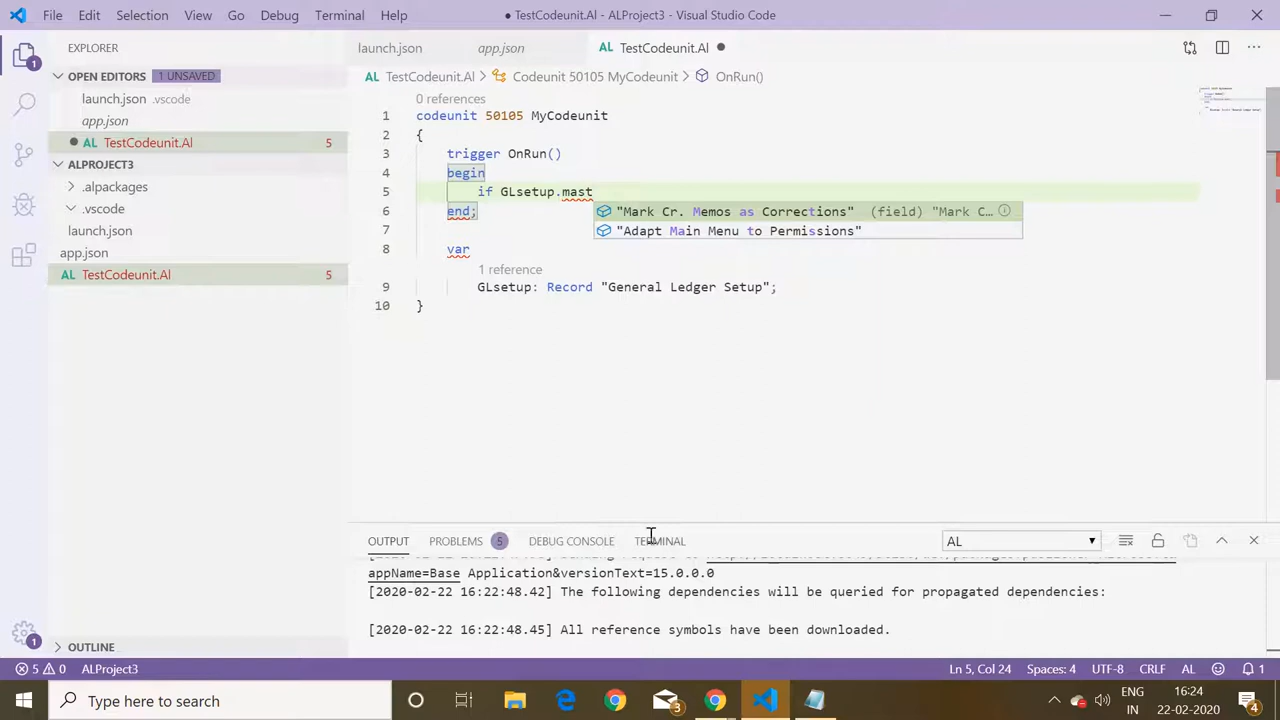 File Edit Selection View Go Debug Terminal Help
● TestCodeunit.Al - ALProject3 - Visual Studio Code
EXPLORER
OPEN EDITORS 1 UNSAVED
launch.json .vscode
app.json
AL TestCodeunit.Al 5
ALPROJECT3
.alpackages
.vscode
launch.json
app.json
AL TestCodeunit.Al 5
OUTLINE
launch.json app.json AL TestCodeunit.Al
AL TestCodeunit.Al > Codeunit 50105 MyCodeunit > OnRun()
0 references
1 codeunit 50105 MyCodeunit
2 {
3 trigger OnRun()
4 begin
5 if GLsetup.mast
6 end;
"Mark Cr. Memos as Corrections" (field) "Mark C...
7
"Adapt Main Menu to Permissions"
8 var
1 reference
9 GLsetup: Record "General Ledger Setup";
10 }
OUTPUT PROBLEMS 5 DEBUG CONSOLE TERMINAL AL
appName=Base Application&versionText=15.0.0.0
[2020-02-22 16:22:48.42] The following dependencies will be queried for propagated dependencies:
[2020-02-22 16:22:48.45] All reference symbols have been downloaded.
1
1
5 0 ALProject3 Ln 5, Col 24 Spaces: 4 UTF-8 CRLF AL 1
Type here to search
3
ENG
IN
16:24
22-02-2020
4